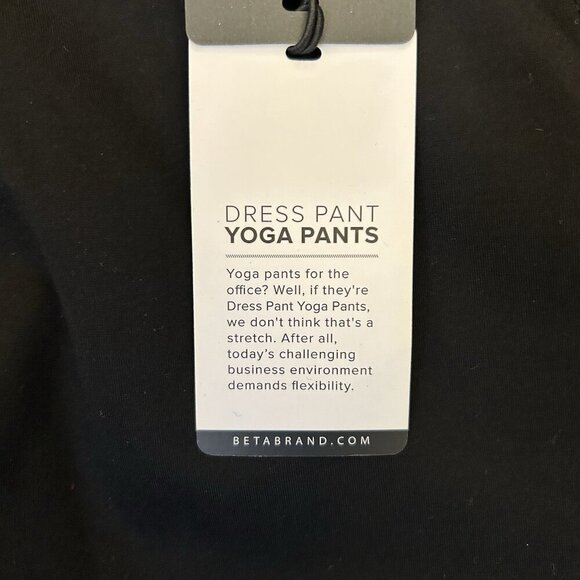 DRESS PANT
YOGA PANTS
Yoga pants for the
office? Well, if they're
Dress Pant Yoga Pants,
we don't think that's a
stretch. After all,
today's challenging
business environment
demands flexibility.
BETABRAND.COM